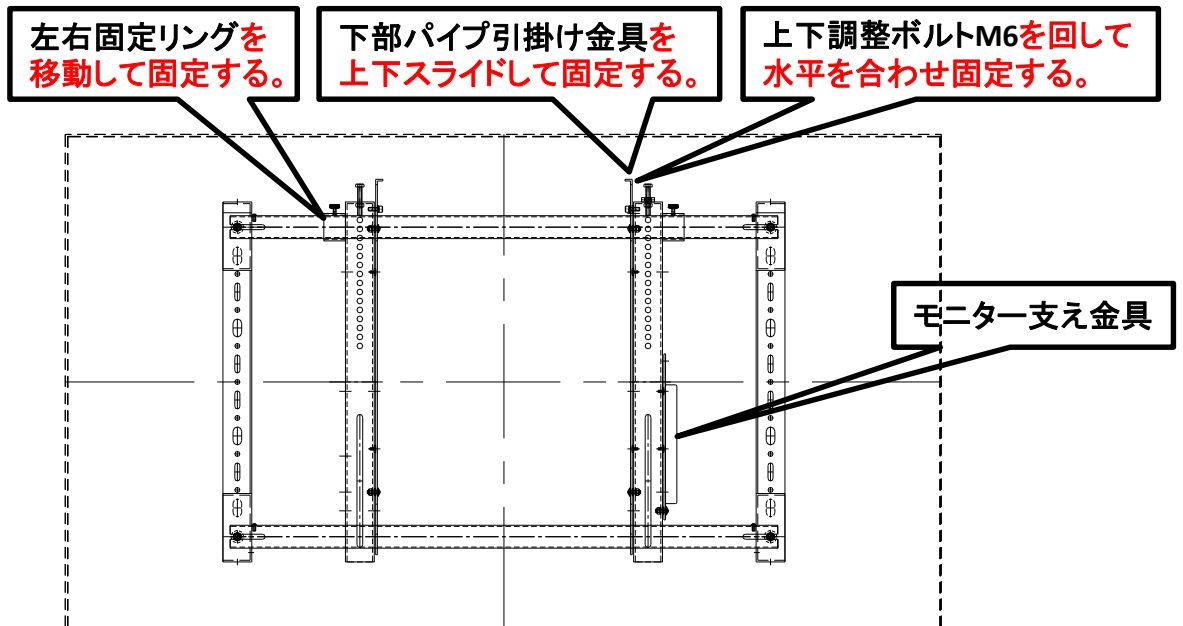 左右固定リングを
移動して固定する。
下部パイプ引掛け金具を
上下スライドして固定する。
上下調整ボルトM6を回して
水平を合わせ固定する。
モニター支え金具